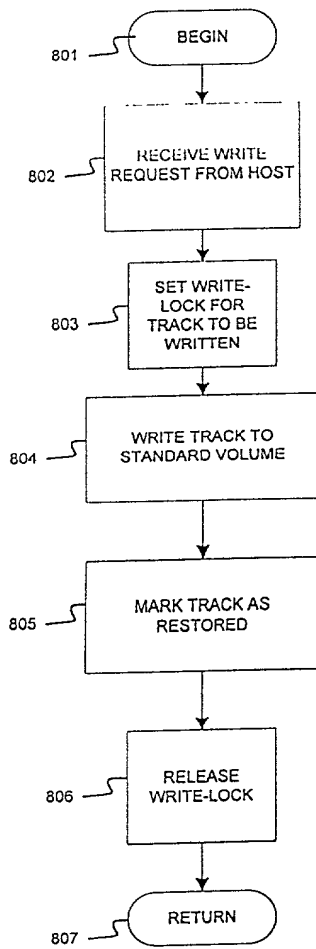 BEGIN
801
RECEIVE WRITE
REQUEST FROM HOST
802
SET WRITE-
LOCK FOR
TRACK TO BE
WRITTEN
803
WRITE TRACK TO
STANDARD VOLUME
804
MARK TRACK AS
RESTORED
805
RELEASE
WRITE-LOCK
806
RETURN
807